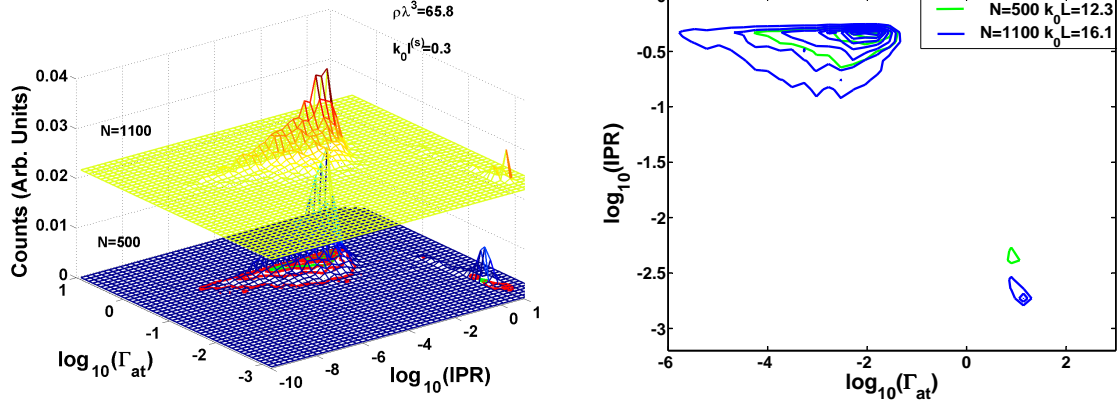 ρλ³=65.8
k₀l⁽ˢ⁾=0.3
0.04
0.03
0.02
0.01
0
Counts (Arb. Units)
N=1100
N=500
1
0
-1
-2
-3
log₁₀(Γat)
-10
-8
-6
-4
-2
0
1
log₁₀(IPR)
N=500 k₀L=12.3
N=1100 k₀L=16.1
-0.5
-1
-1.5
-2
-2.5
-3
log₁₀(IPR)
-6
-4
-2
0
2
log₁₀(Γat)